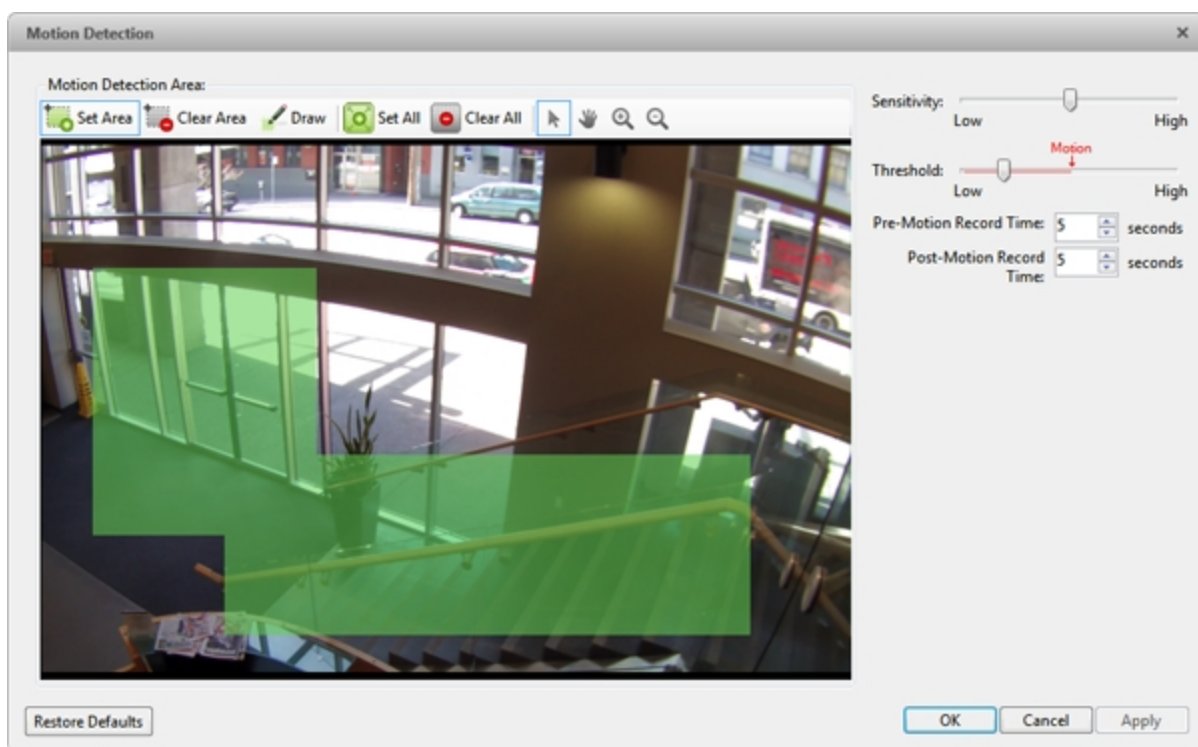 Motion Detection
Motion Detection Area:
Set Area Clear Area Draw Set All Clear All
Sensitivity:
Low High
Motion
Threshold:
Low High
Pre-Motion Record Time: 5 seconds
Post-Motion Record Time: 5 seconds
Restore Defaults
OK Cancel Apply